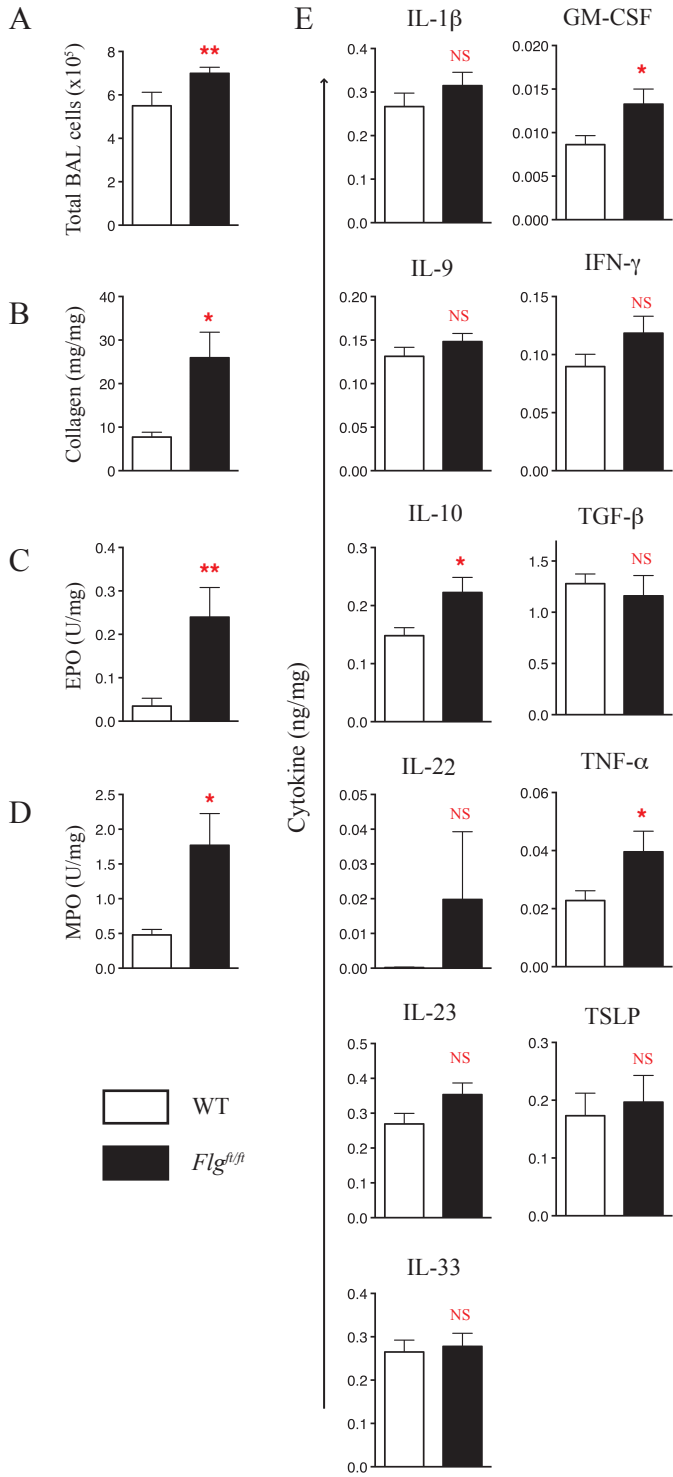 A
Total BAL cells (x10⁵)
8
6
4
2
0
**
B
Collagen (mg/mg)
40
30
20
10
0
*
C
EPO (U/mg)
0.4
0.3
0.2
0.1
0.0
**
D
MPO (U/mg)
2.5
2.0
1.5
1.0
0.5
0.0
*
WT
Flg^ft/ft
E
Cytokine (ng/mg)
IL-1β
0.4
0.3
0.2
0.1
0.0
NS
GM-CSF
0.020
0.015
0.010
0.005
0.000
*
IL-9
0.20
0.15
0.10
0.05
0.00
NS
IFN-γ
0.15
0.10
0.05
0.00
NS
IL-10
0.3
0.2
0.1
0.0
*
TGF-β
1.5
1.0
0.5
0.0
NS
IL-22
0.05
0.04
0.03
0.02
0.01
0.00
NS
TNF-α
0.06
0.04
0.02
0.00
*
IL-23
0.5
0.4
0.3
0.2
0.1
0.0
NS
TSLP
0.3
0.2
0.1
0.0
NS
IL-33
0.4
0.3
0.2
0.1
0.0
NS